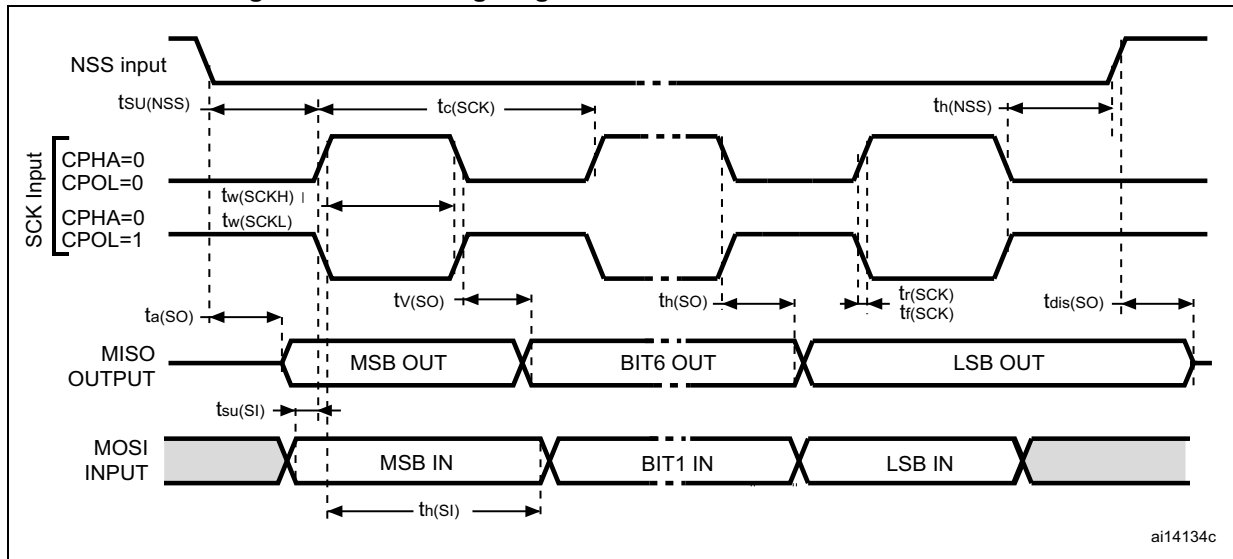 NSS input
tSU(NSS)
tc(SCK)
th(NSS)
SCK Input
CPHA=0
CPOL=0
tw(SCKH)
CPHA=0
CPOL=1
tw(SCKL)
tV(SO)
th(SO)
tr(SCK)
tf(SCK)
ta(SO)
tdis(SO)
MISO
OUTPUT
MSB OUT
BIT6 OUT
LSB OUT
tsu(SI)
MOSI
INPUT
MSB IN
BIT1 IN
LSB IN
th(SI)
ai14134c